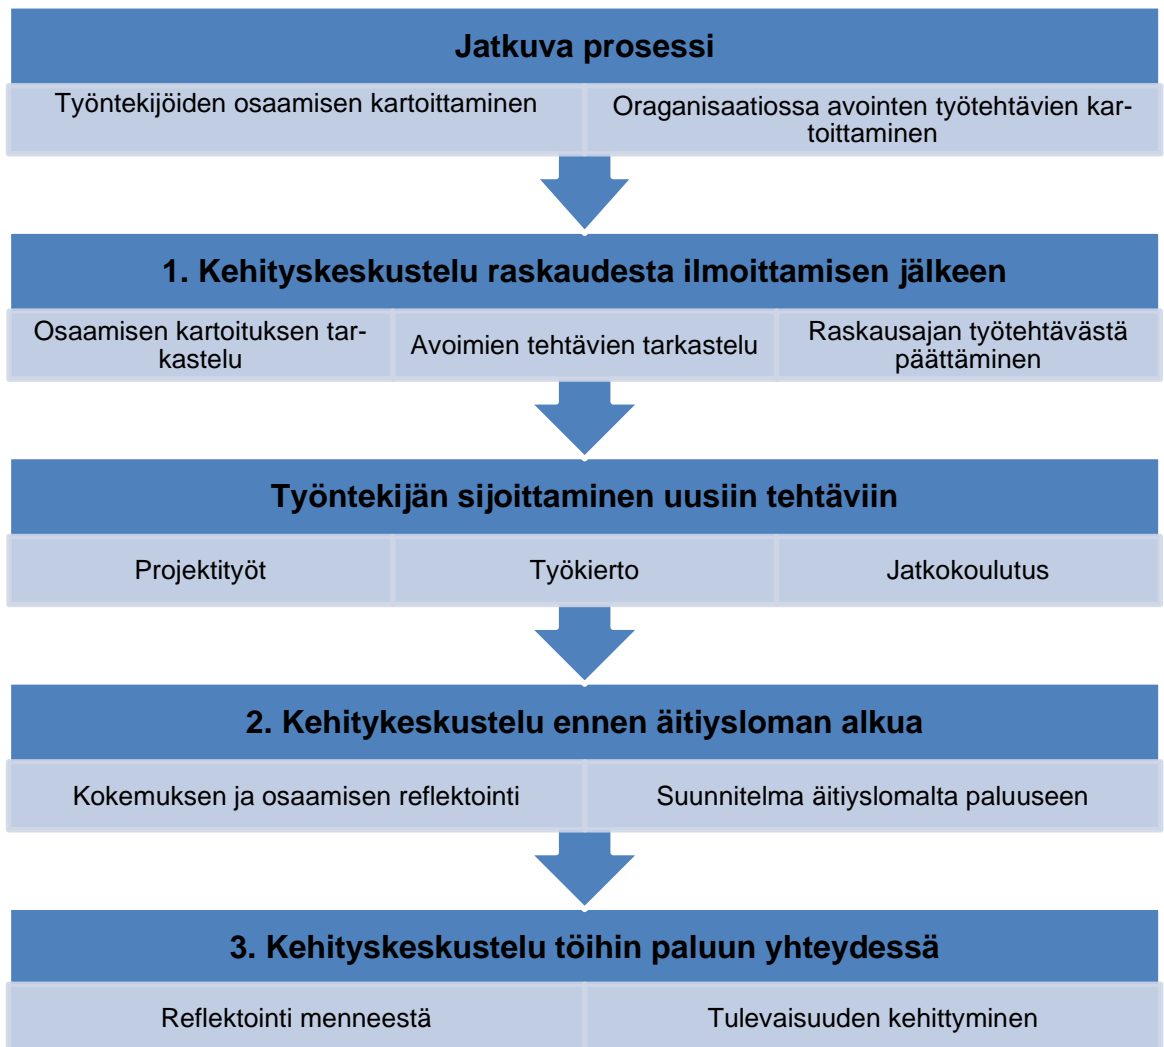 Jatkuva prosessi
Työntekijöiden osaamisen kartoittaminen
Oraganisaatiossa avointen työtehtävien kar-
toittaminen
1. Kehityskeskustelu raskaudesta ilmoittamisen jälkeen
Osaamisen kartoituksen tar-
kastelu
Avoimien tehtävien tarkastelu
Raskausajan työtehtävästä
päättäminen
Työntekijän sijoittaminen uusiin tehtäviin
Projektityöt
Työkierto
Jatkokoulutus
2. Kehitykeskustelu ennen äitiysloman alkua
Kokemuksen ja osaamisen reflektointi
Suunnitelma äitiyslomalta paluuseen
3. Kehityskeskustelu töihin paluun yhteydessä
Reflektointi menneestä
Tulevaisuuden kehittyminen